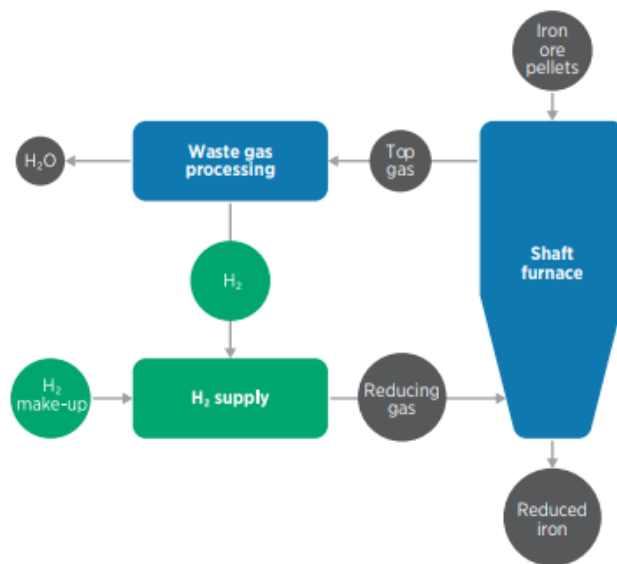 Iron
ore
pellets
H₂O
Waste gas
processing
Top
gas
Shaft
furnace
H₂
H₂
make-up
H₂ supply
Reducing
gas
Reduced
iron